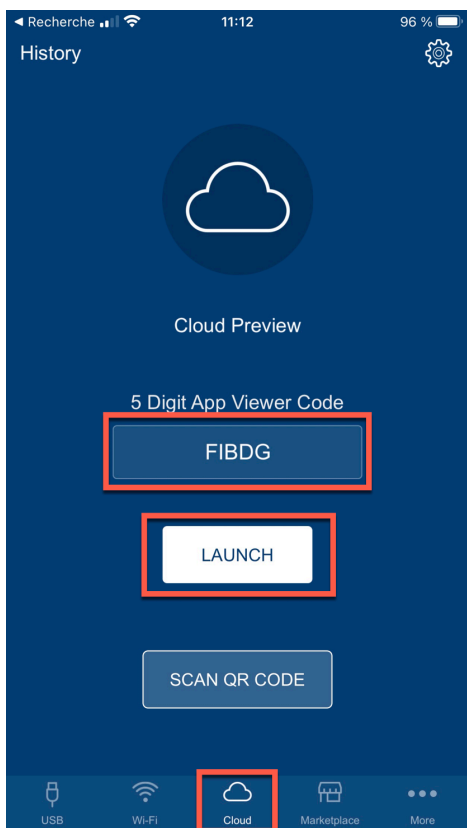 ◄ Recherche 11:12 96 %
History
Cloud Preview
5 Digit App Viewer Code
FIBDG
LAUNCH
SCAN QR CODE
USB Wi-Fi Cloud Marketplace More